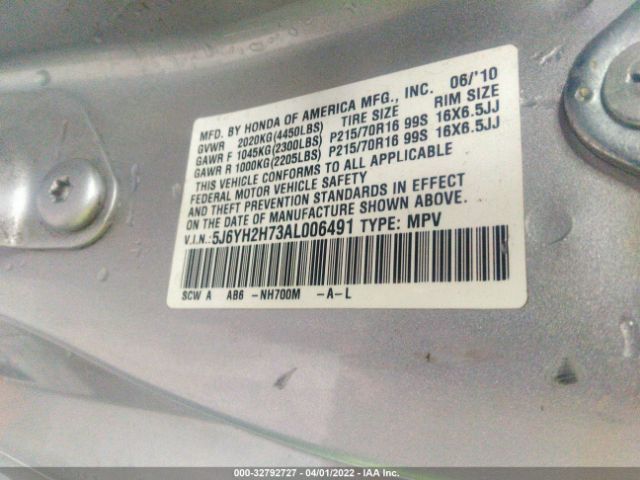 MFD. BY HONDA OF AMERICA MFG., INC. 06/'10
GVWR 2020KG(4450LBS) TIRE SIZE RIM SIZE
GAWR F 1045KG(2300LBS) P215/70R16 99S 16X6.5JJ
GAWR R 1000KG(2205LBS) P215/70R16 99S 16X6.5JJ
THIS VEHICLE CONFORMS TO ALL APPLICABLE
FEDERAL MOTOR VEHICLE SAFETY
AND THEFT PREVENTION STANDARDS IN EFFECT
ON THE DATE OF MANUFACTURE SHOWN ABOVE.
V.I.N.: 5J6YH2H73AL006491 TYPE: MPV
SCW A AB6 -NH700M -A-L
000-32792727 - 04/01/2022 - IAA Inc.